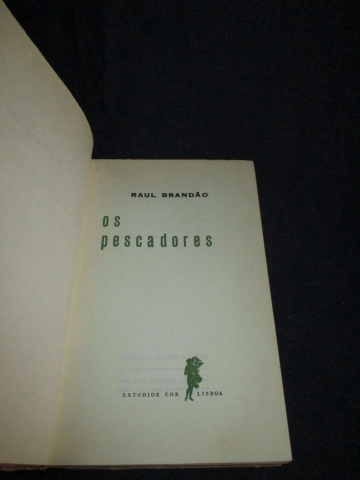 RAUL BRANDÃO
os
pescadores
ESTUDIOS COR LISBOA